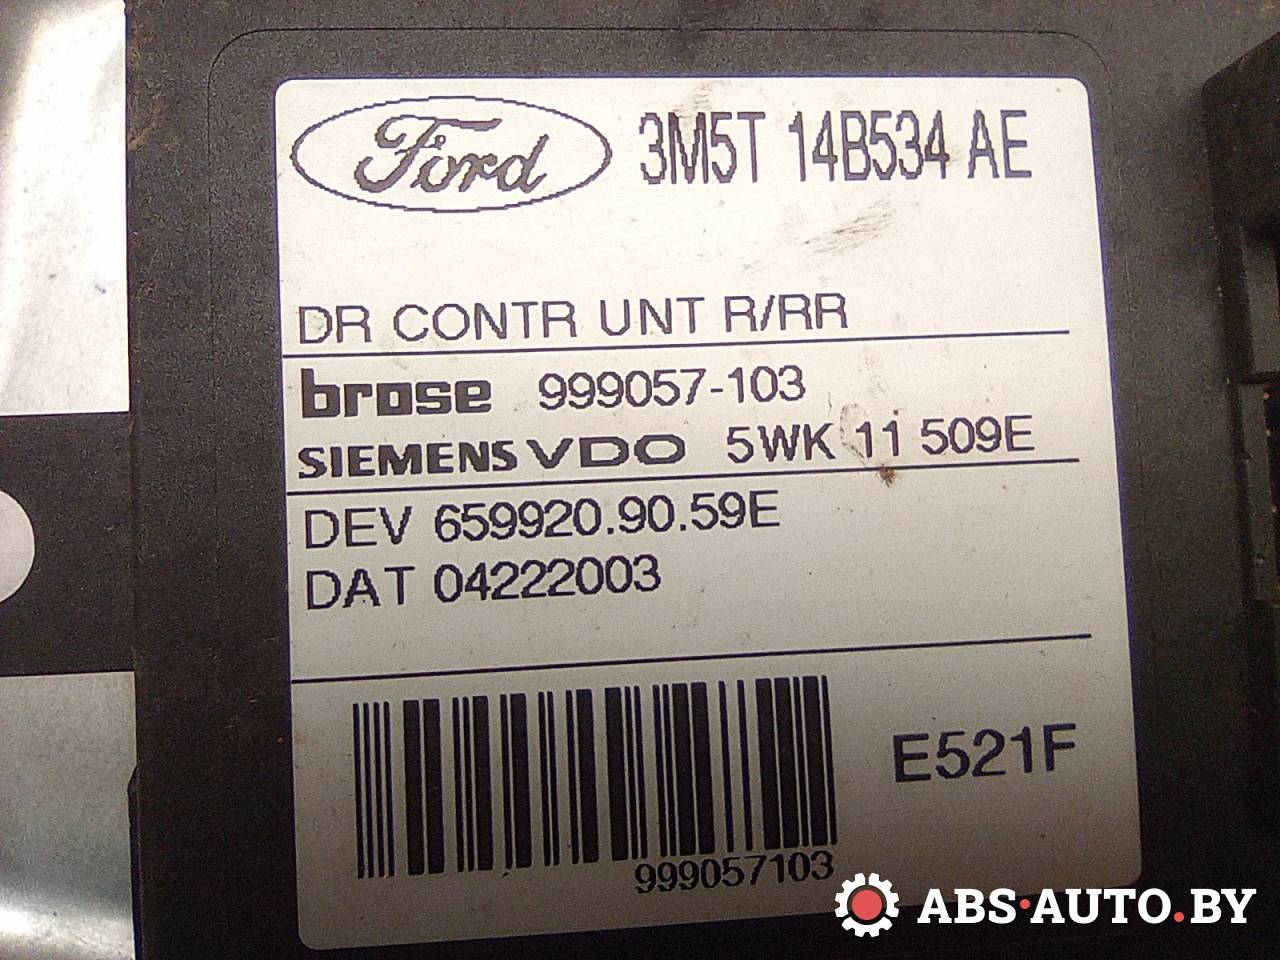 Ford 3M5T 14B534 AE
DR CONTR UNT R/RR
brose 999057-103
SIEMENS VDO 5WK 11 509E
DEV 659920.90.59E
DAT 04222003
E521F
999057103
ABS·AUTO.BY